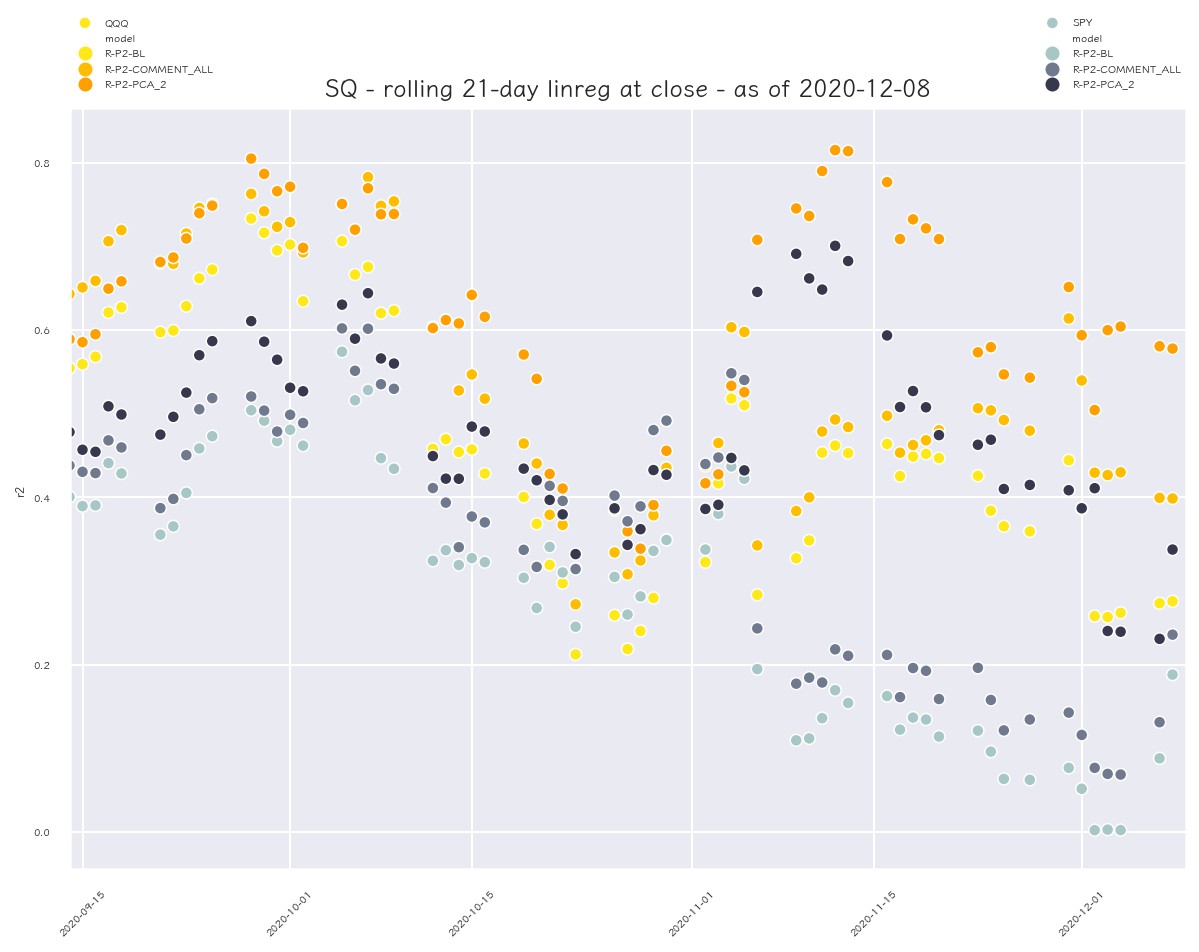 QQQ
model
R-P2-BL
R-P2-COMMENT_ALL
R-P2-PCA_2
SPY
model
R-P2-BL
R-P2-COMMENT_ALL
R-P2-PCA_2
SQ - rolling 21-day linreg at close - as of 2020-12-08
0.8
0.6
0.4
0.2
0.0
r2
2020-09-15
2020-10-01
2020-10-15
2020-11-01
2020-11-15
2020-12-01